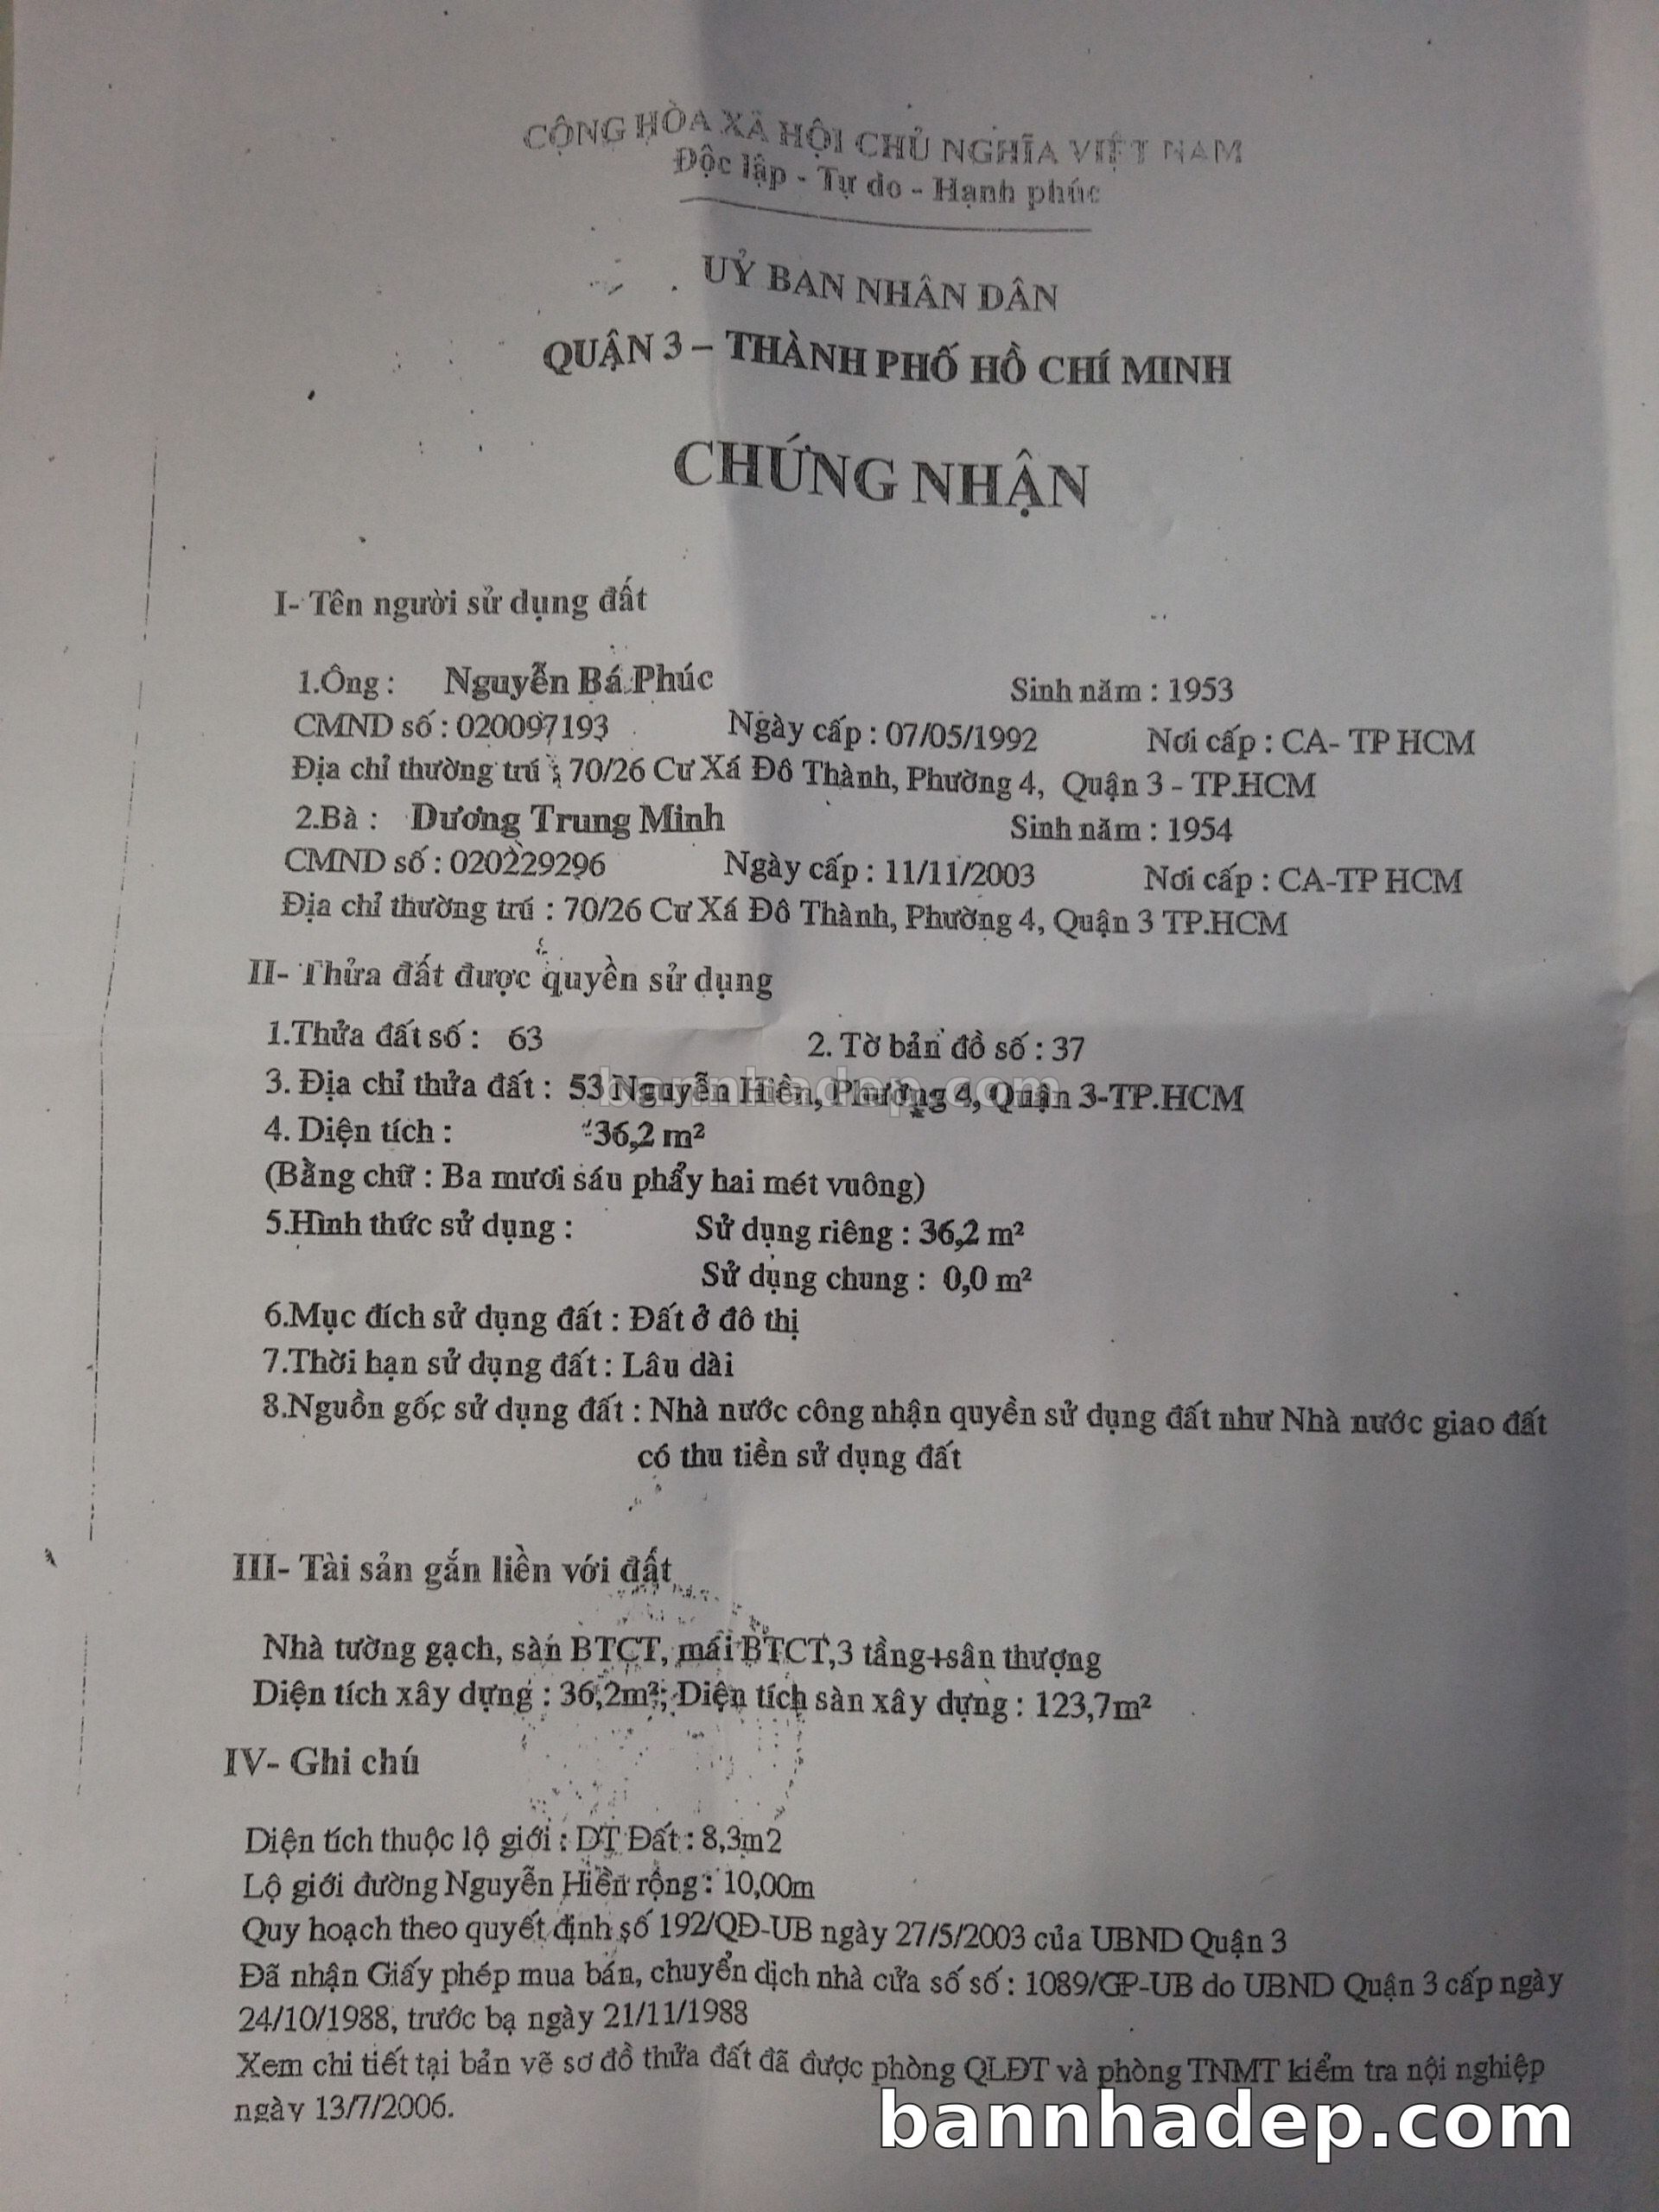 CỘNG HÒA XÃ HỘI CHỦ NGHĨA VIỆT NAM
Độc lập - Tự do - Hạnh phúc
UỶ BAN NHÂN DÂN
QUẬN 3 – THÀNH PHỐ HỒ CHÍ MINH
CHỨNG NHẬN
I- Tên người sử dụng đất
1.Ông : Nguyễn Bá Phúc Sinh năm : 1953
CMND số : 020097193 Ngày cấp : 07/05/1992 Nơi cấp : CA- TP HCM
Địa chỉ thường trú : 70/26 Cư Xá Đô Thành, Phường 4, Quận 3 - TP.HCM
2.Bà : Dương Trung Minh Sinh năm : 1954
CMND số : 020229296 Ngày cấp : 11/11/2003 Nơi cấp : CA-TP HCM
Địa chỉ thường trú : 70/26 Cư Xá Đô Thành, Phường 4, Quận 3 TP.HCM
II- Thửa đất được quyền sử dụng
1.Thửa đất số : 63 2. Tờ bản đồ số : 37
3. Địa chỉ thửa đất : 53 Nguyễn Hiền, Phường 4, Quận 3-TP.HCM
bannhadep.com
4. Diện tích : 36,2 m²
(Bằng chữ : Ba mươi sáu phẩy hai mét vuông)
5.Hình thức sử dụng : Sử dụng riêng : 36,2 m²
Sử dụng chung : 0,0 m²
6.Mục đích sử dụng đất : Đất ở đô thị
7.Thời hạn sử dụng đất : Lâu dài
8.Nguồn gốc sử dụng đất : Nhà nước công nhận quyền sử dụng đất như Nhà nước giao đất
có thu tiền sử dụng đất
III- Tài sản gắn liền với đất
Nhà tường gạch, sàn BTCT, mái BTCT,3 tầng+sân thượng
Diện tích xây dựng : 36,2m²; Diện tích sàn xây dựng : 123,7m²
IV- Ghi chú
Diện tích thuộc lộ giới : DT Đất : 8,3m2
Lộ giới đường Nguyễn Hiền rộng : 10,00m
Quy hoạch theo quyết định số 192/QĐ-UB ngày 27/5/2003 của UBND Quận 3
Đã nhận Giấy phép mua bán, chuyển dịch nhà cửa số số : 1089/GP-UB do UBND Quận 3 cấp ngày
24/10/1988, trước bạ ngày 21/11/1988
Xem chi tiết tại bản vẽ sơ đồ thửa đất đã được phòng QLĐT và phòng TNMT kiểm tra nội nghiệp
ngày 13/7/2006.
bannhadep.com